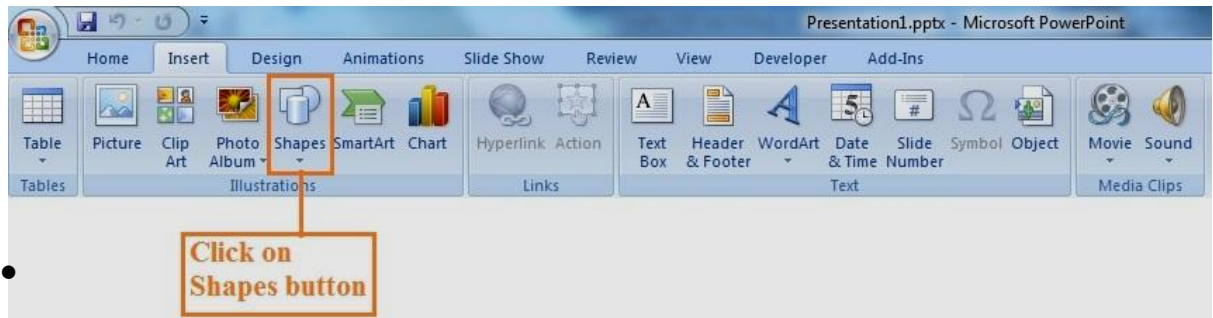 Presentation1.pptx - Microsoft PowerPoint
Home Insert Design Animations Slide Show Review View Developer Add-Ins
Table Picture Clip Art Photo Album Shapes SmartArt Chart Hyperlink Action Text Box Header & Footer WordArt Date & Time Slide Number Symbol Object Movie Sound
Tables Illustrations Links Text Media Clips
Click on
Shapes button